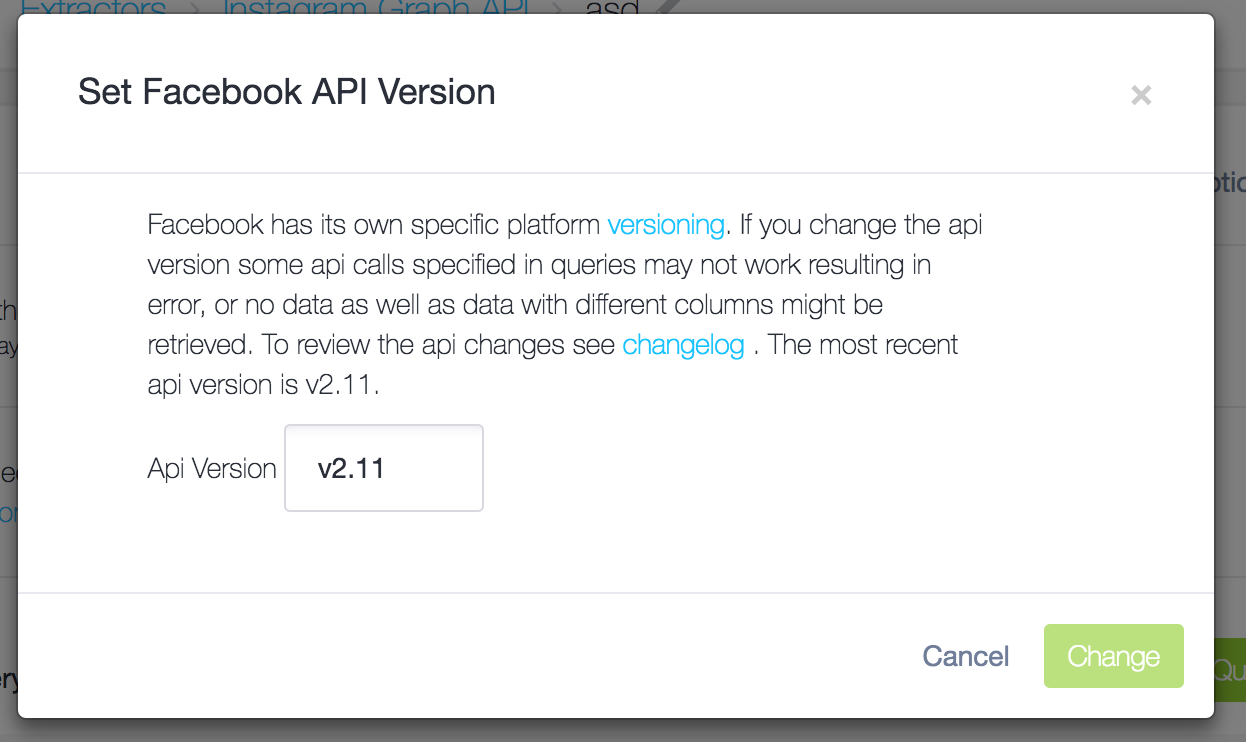 Extractors > Instagram Graph API > asd
Set Facebook API Version
×
Facebook has its own specific platform versioning. If you change the api
version some api calls specified in queries may not work resulting in
error, or no data as well as data with different columns might be
retrieved. To review the api changes see changelog . The most recent
api version is v2.11.
Api Version v2.11
Cancel Change